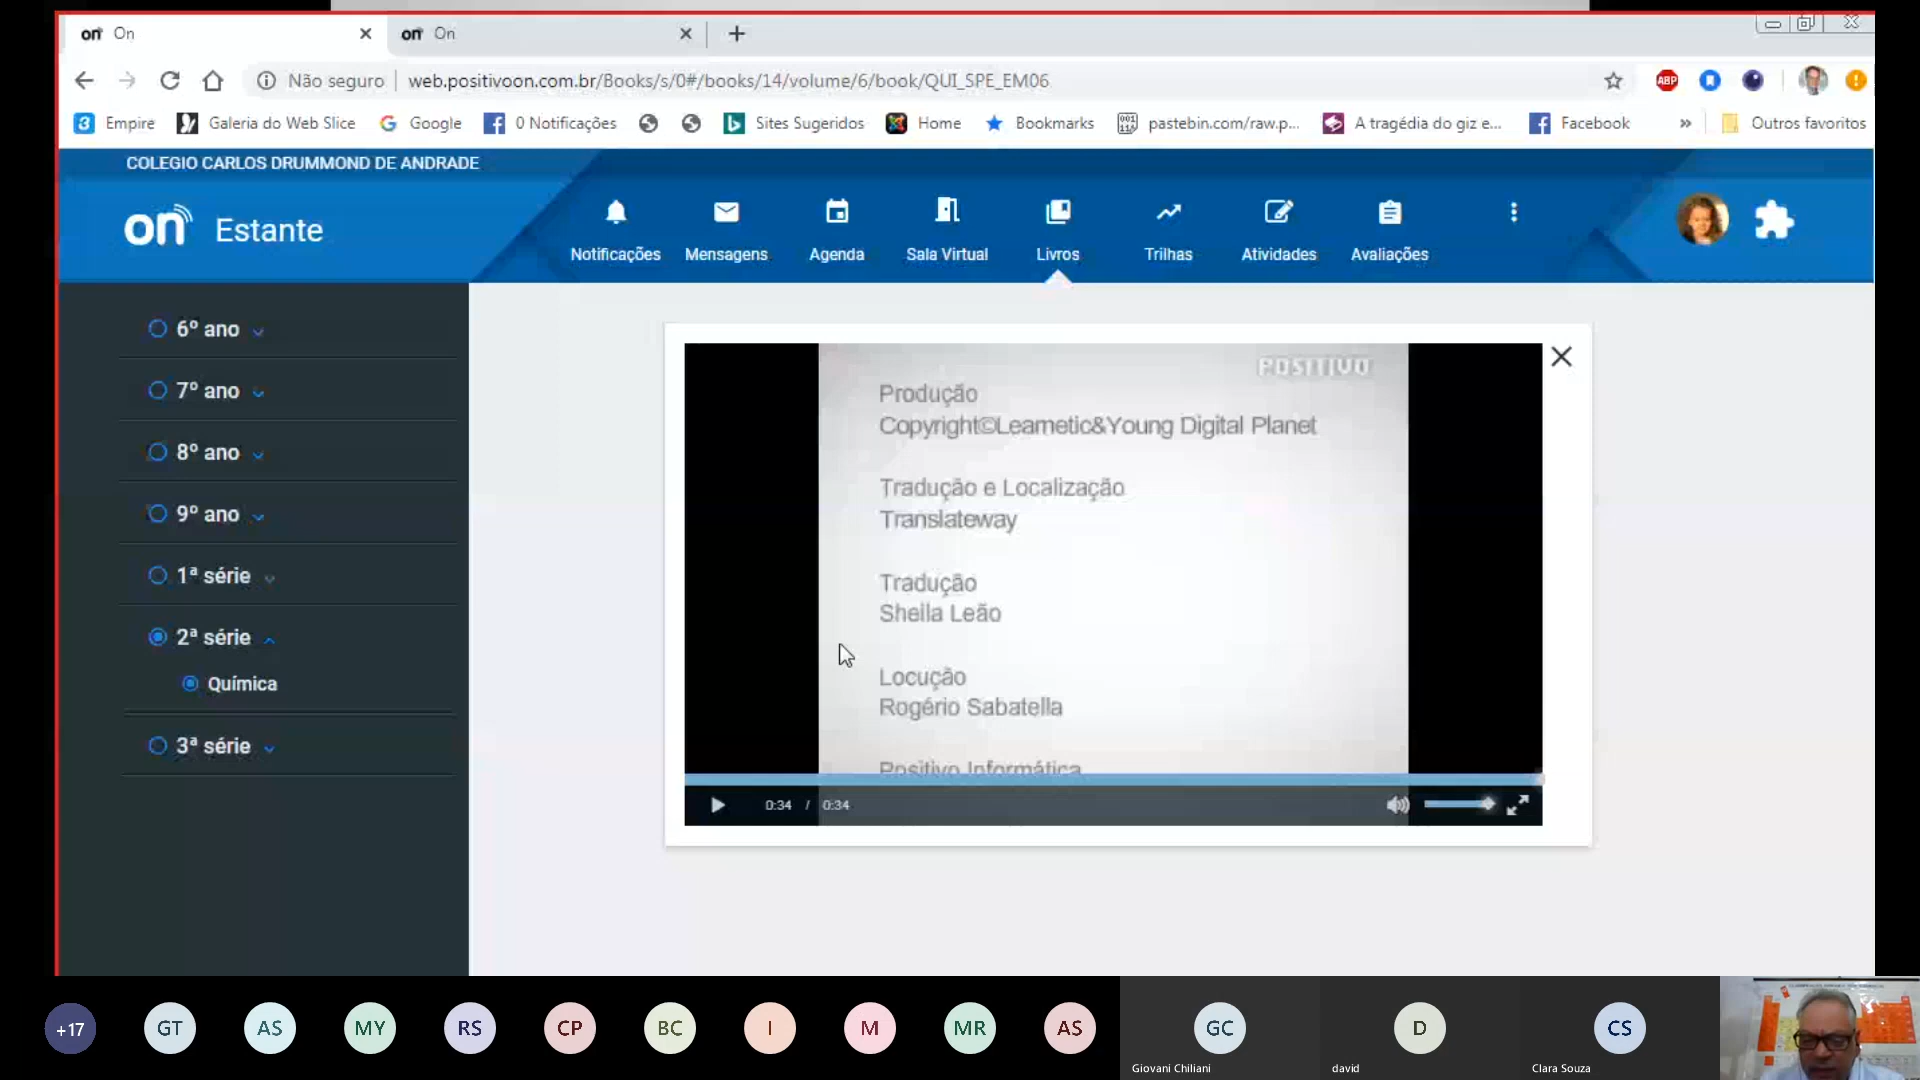 on On
on On
Não seguro web.positivoon.com.br/Books/s/0#/books/14/volume/6/book/QUI_SPE_EM06
ABP
Empire Galeria do Web Slice Google 0 Notificações Sites Sugeridos Home Bookmarks pastebin.com/raw.p... A tragédia do giz e... Facebook » Outros favoritos
COLEGIO CARLOS DRUMMOND DE ANDRADE
on Estante
Notificações Mensagens Agenda Sala Virtual Livros Trilhas Atividades Avaliações
6º ano
7º ano
8º ano
9º ano
1ª série
2ª série
Química
3ª série
POSITIVO
Produção
Copyright©Learnetic&Young Digital Planet
Tradução e Localização
Translateway
Tradução
Sheila Leão
Locução
Rogério Sabatella
Positivo Informática
0:34 / 0:34
+17 GT AS MY RS CP BC I M MR AS GC D CS
Giovani Chiliani david Clara Souza